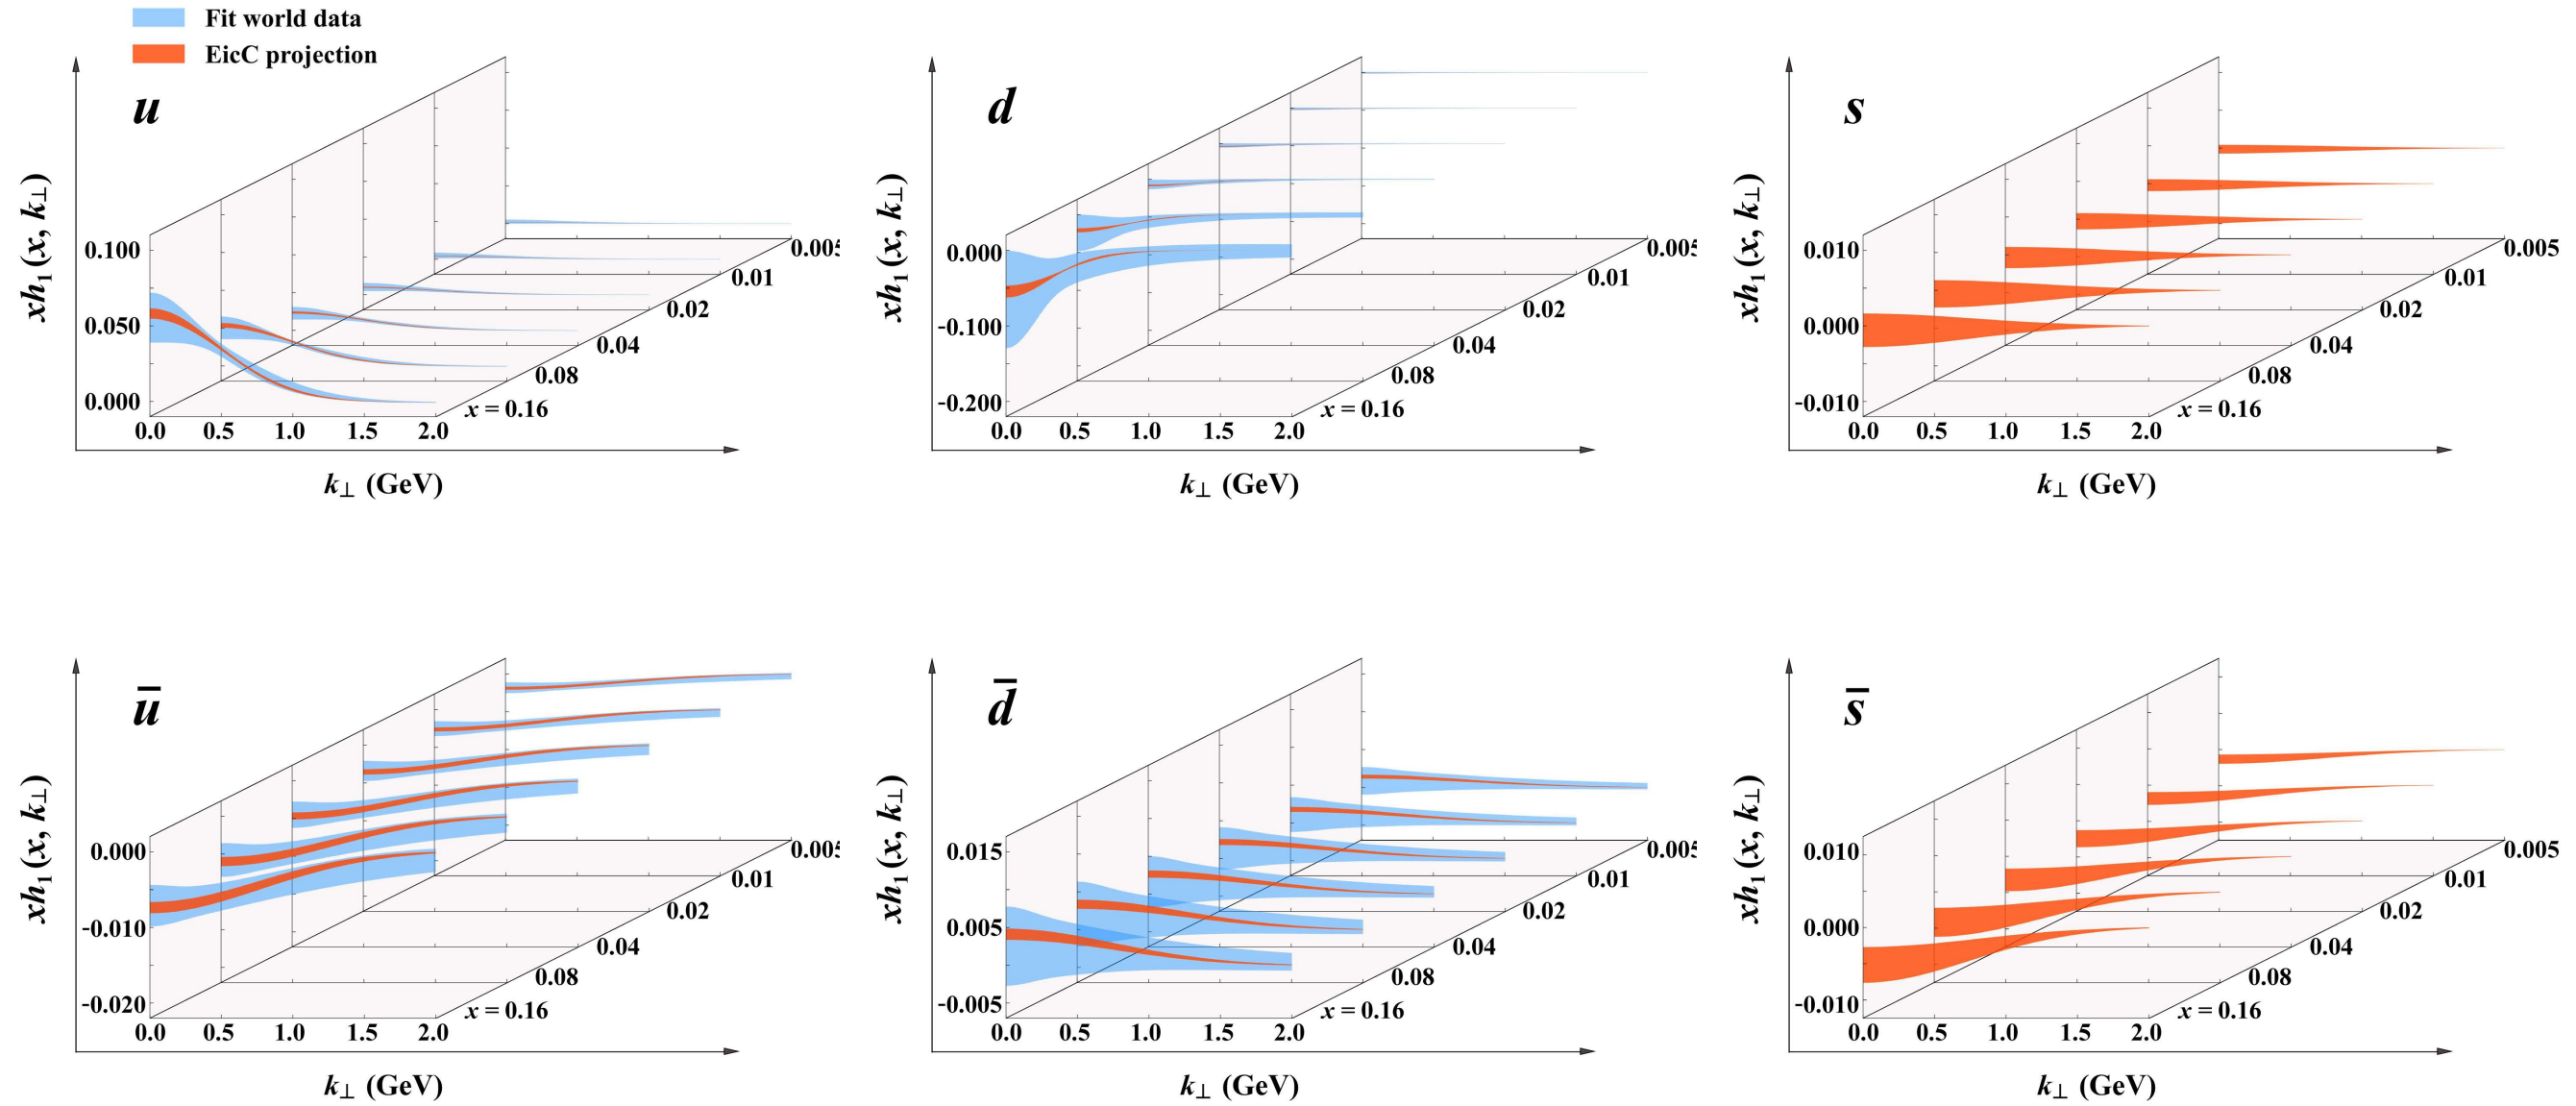 Fit world data
EicC projection
u
xh₁(x, k⊥)
0.100
0.050
0.000
0.0 0.5 1.0 1.5 2.0
x = 0.16
0.08
0.04
0.02
0.01
0.005
k⊥ (GeV)
d
xh₁(x, k⊥)
0.000
-0.100
-0.200
0.0 0.5 1.0 1.5 2.0
x = 0.16
0.08
0.04
0.02
0.01
0.005
k⊥ (GeV)
s
xh₁(x, k⊥)
0.010
0.000
-0.010
0.0 0.5 1.0 1.5 2.0
x = 0.16
0.08
0.04
0.02
0.01
0.005
k⊥ (GeV)
u̅
xh₁(x, k⊥)
0.000
-0.010
-0.020
0.0 0.5 1.0 1.5 2.0
x = 0.16
0.08
0.04
0.02
0.01
0.005
k⊥ (GeV)
d̅
xh₁(x, k⊥)
0.015
0.005
-0.005
0.0 0.5 1.0 1.5 2.0
x = 0.16
0.08
0.04
0.02
0.01
0.005
k⊥ (GeV)
s̅
xh₁(x, k⊥)
0.010
0.000
-0.010
0.0 0.5 1.0 1.5 2.0
x = 0.16
0.08
0.04
0.02
0.01
0.005
k⊥ (GeV)